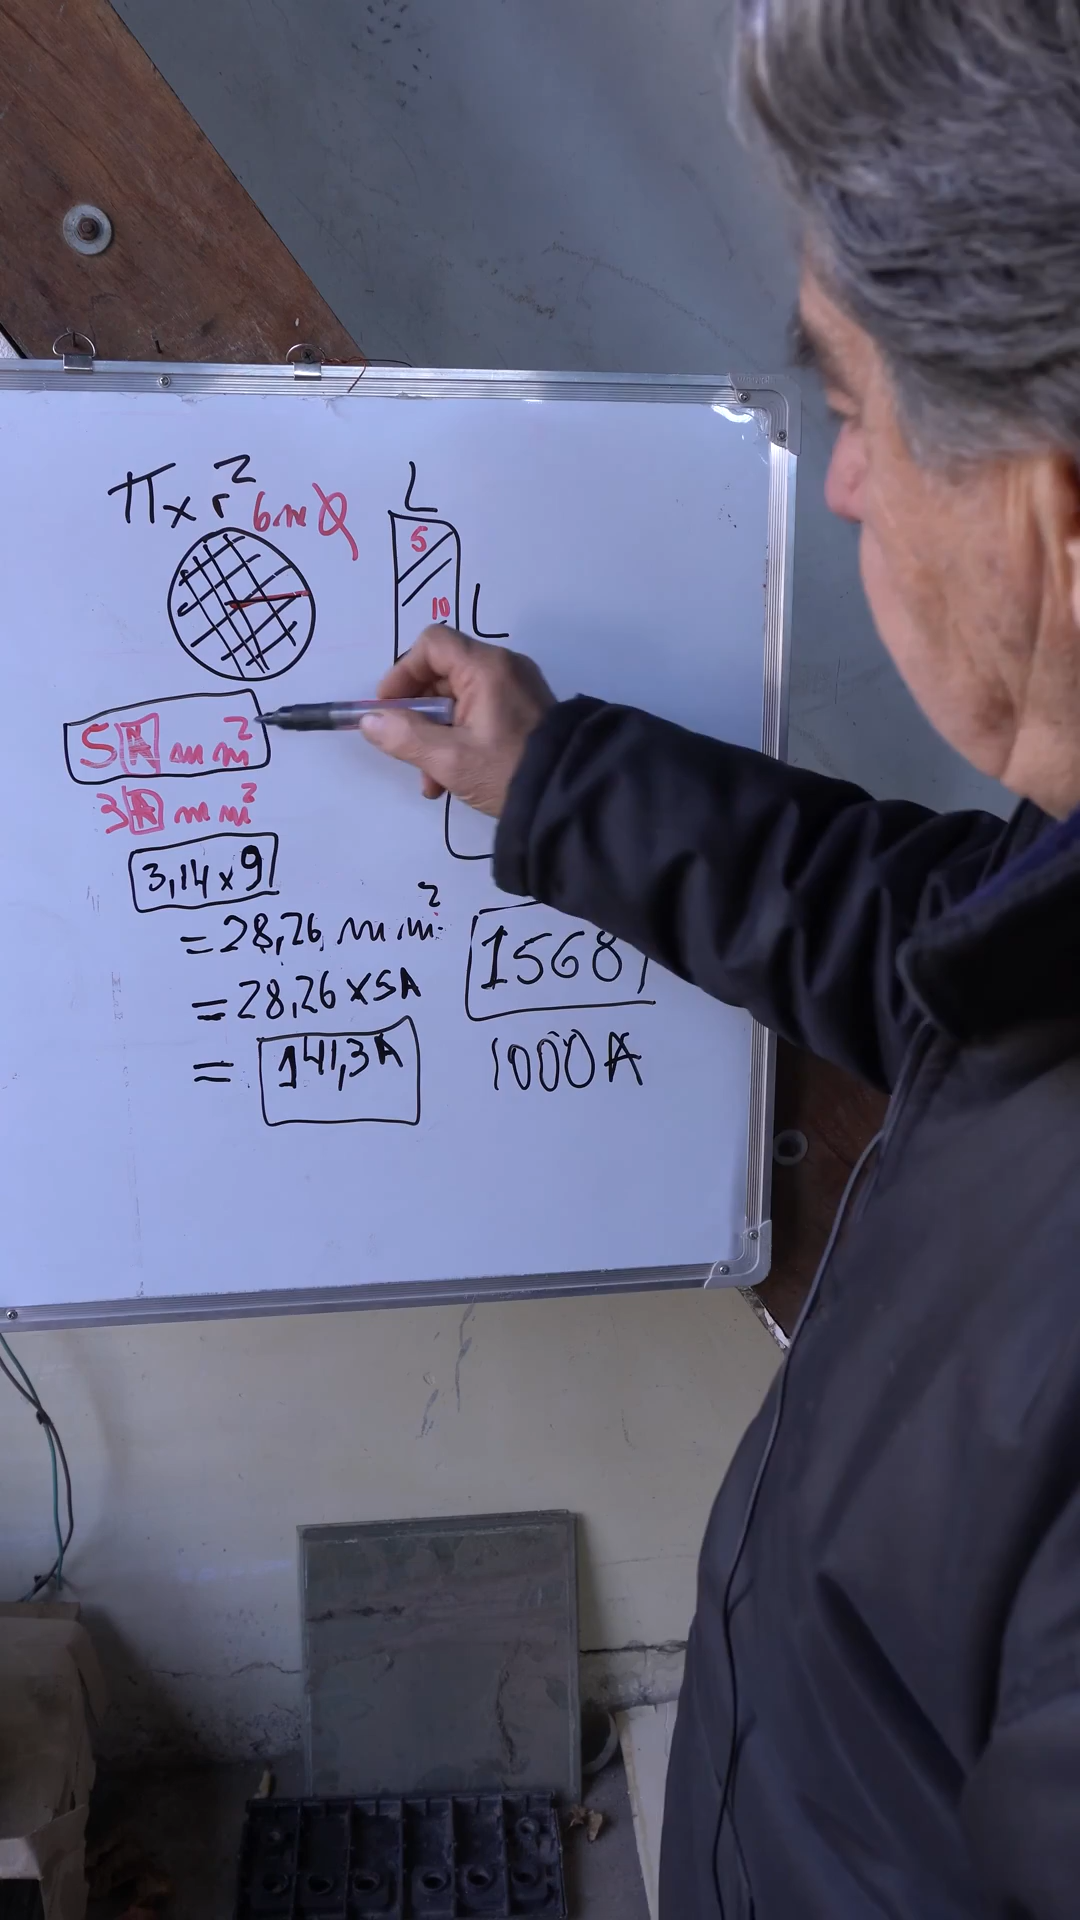 π x r²
6m Ø
L
5
10
L
5 A mm²
3 A mm²
3,14 x 9
= 28,26 mm²
= 28,26 x 5A
= 141,3A
1568
1000A